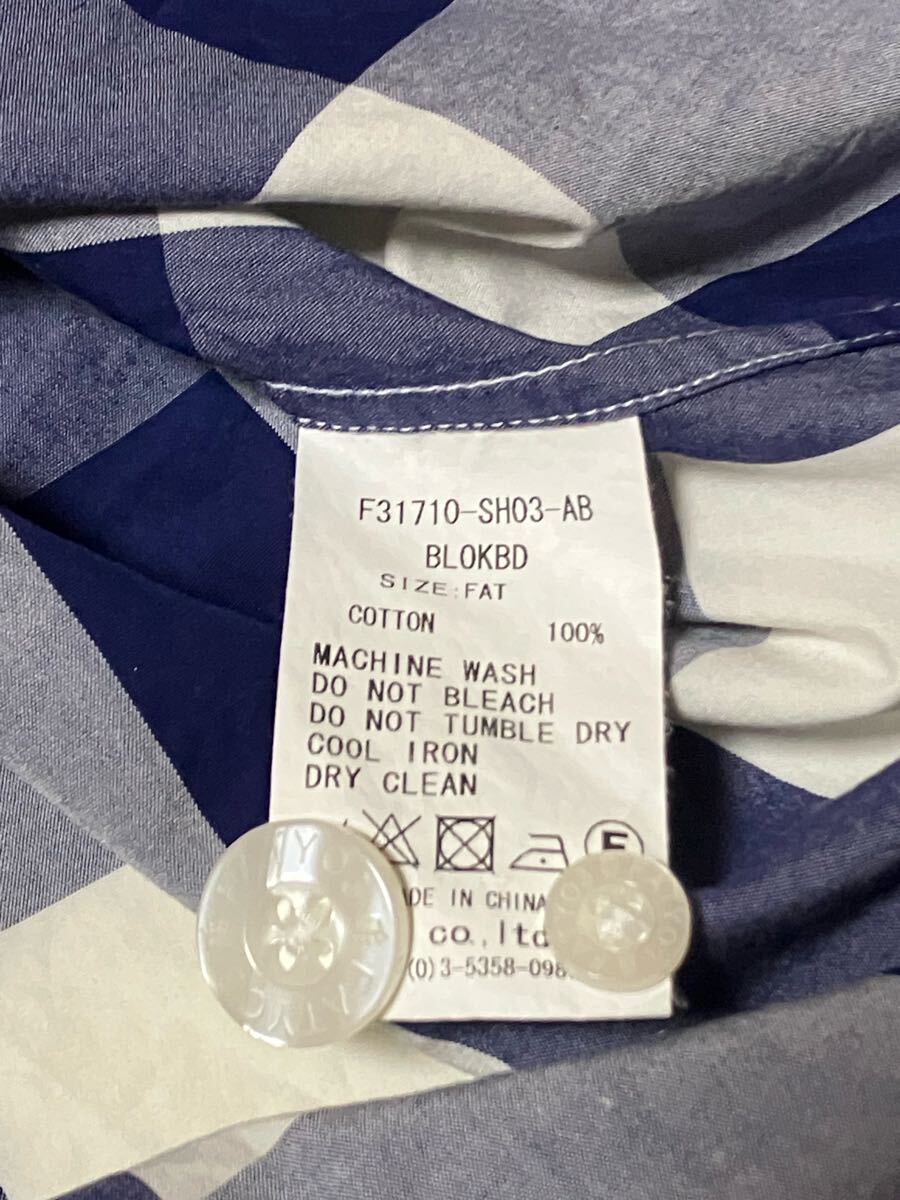 F31710-SH03-AB
BLOKBD
SIZE:FAT
COTTON 100%
MACHINE WASH
DO NOT BLEACH
DO NOT TUMBLE DRY
COOL IRON
DRY CLEAN
IN CHINA
co.,ltd
(0)3-5358-098